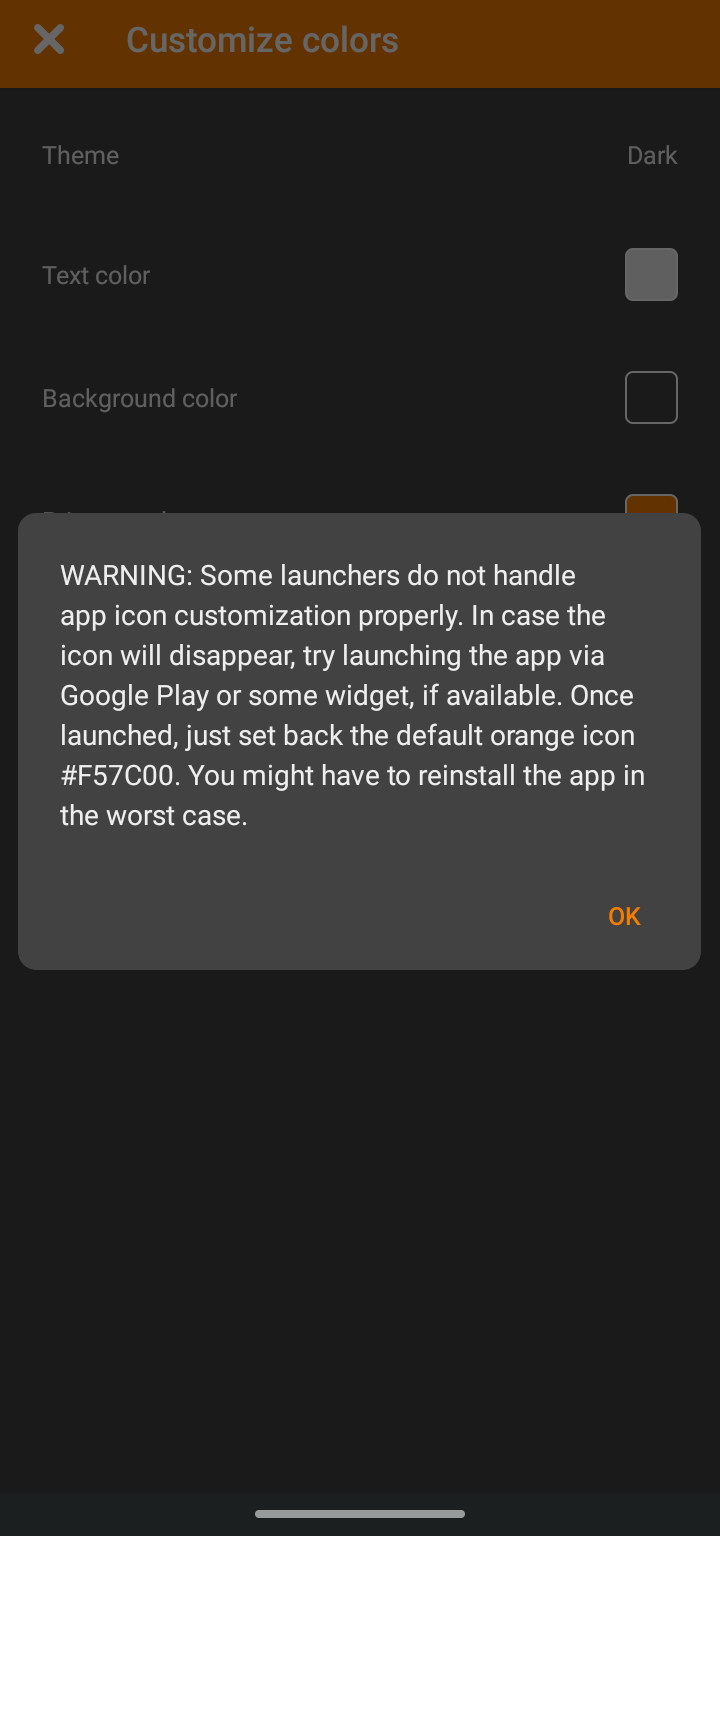 Customize colors
Theme
Dark
Text color
Background color
WARNING: Some launchers do not handle
app icon customization properly. In case the
icon will disappear, try launching the app via
Google Play or some widget, if available. Once
launched, just set back the default orange icon
#F57C00. You might have to reinstall the app in
the worst case.
OK